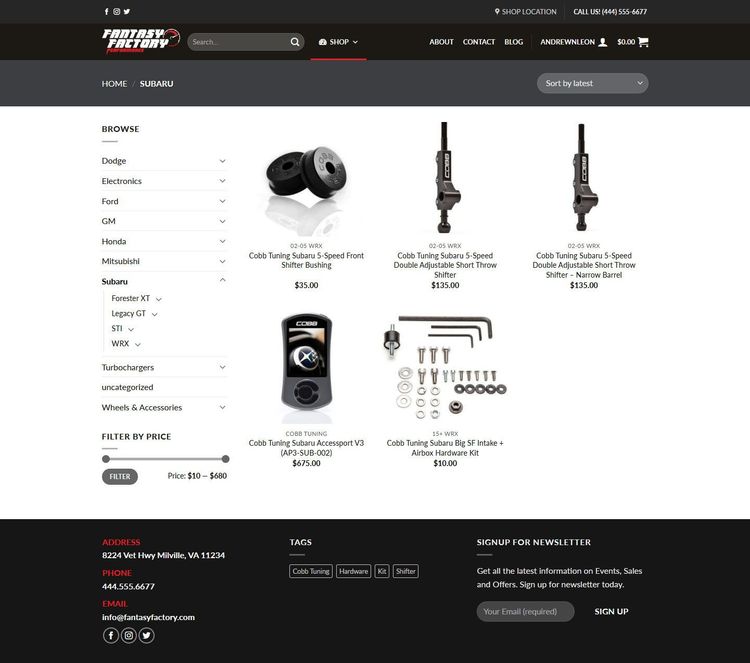 SHOP LOCATION
CALL US! (444) 555-6677
FANTASY
FACTORY
PERFORMANCE
Search...
SHOP
ABOUT
CONTACT
BLOG
ANDREWNLEON
$0.00
HOME / SUBARU
Sort by latest
BROWSE
Dodge
Electronics
Ford
GM
Honda
Mitsubishi
Subaru
Forester XT
Legacy GT
STI
WRX
Turbochargers
uncategorized
Wheels & Accessories
FILTER BY PRICE
FILTER
Price: $10 — $680
COBB
02-05 WRX
Cobb Tuning Subaru 5-Speed Front
Shifter Bushing
$35.00
COBB
02-05 WRX
Cobb Tuning Subaru 5-Speed
Double Adjustable Short Throw
Shifter
$135.00
COBB
02-05 WRX
Cobb Tuning Subaru 5-Speed
Double Adjustable Short Throw
Shifter – Narrow Barrel
$135.00
COBB
COBB TUNING
Cobb Tuning Subaru Accessport V3
(AP3-SUB-002)
$675.00
15+ WRX
Cobb Tuning Subaru Big SF Intake +
Airbox Hardware Kit
$10.00
ADDRESS
8224 Vet Hwy Milville, VA 11234
PHONE
444.555.6677
EMAIL
info@fantasyfactory.com
TAGS
Cobb Tuning
Hardware
Kit
Shifter
SIGNUP FOR NEWSLETTER
Get all the latest information on Events, Sales
and Offers. Sign up for newsletter today.
Your Email (required)
SIGN UP